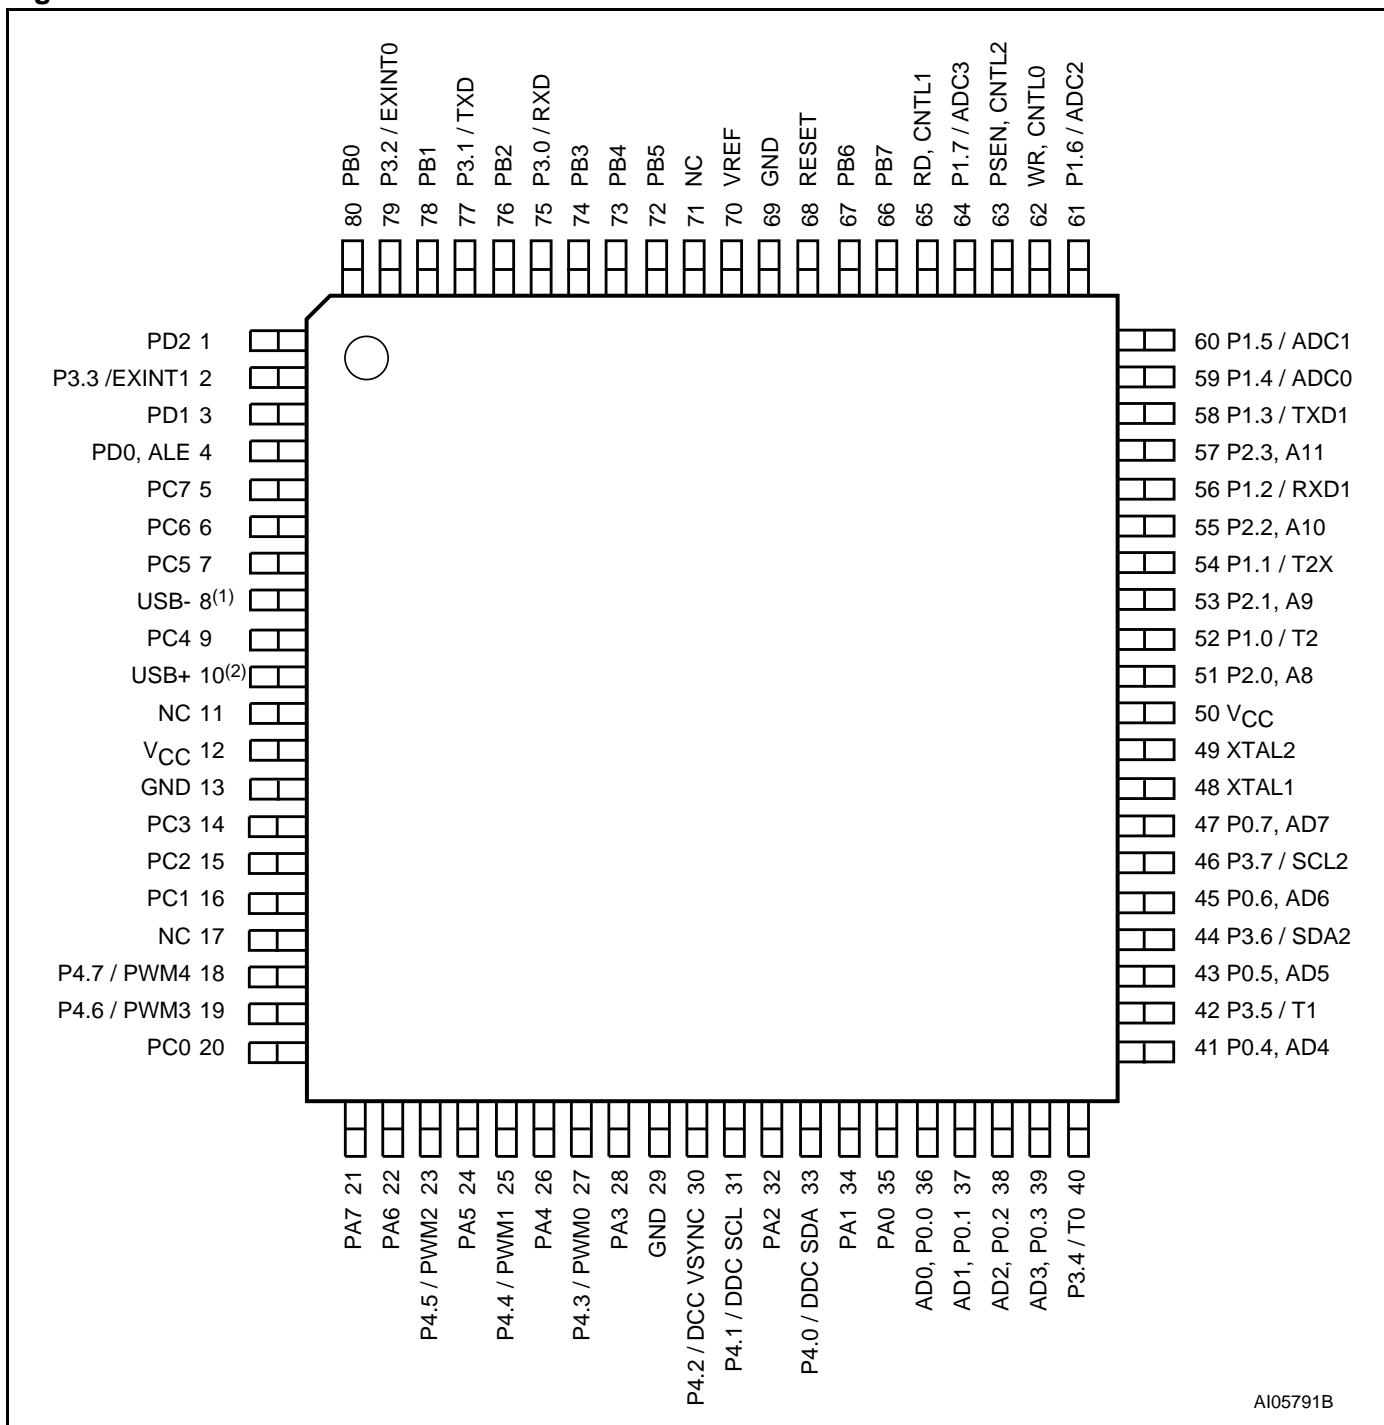 80 PB0
79 P3.2 / EXINT0
78 PB1
77 P3.1 / TXD
76 PB2
75 P3.0 / RXD
74 PB3
73 PB4
72 PB5
71 NC
70 VREF
69 GND
68 RESET
67 PB6
66 PB7
65 RD, CNTL1
64 P1.7 / ADC3
63 PSEN, CNTL2
62 WR, CNTL0
61 P1.6 / ADC2
PD2 1
P3.3 /EXINT1 2
PD1 3
PD0, ALE 4
PC7 5
PC6 6
PC5 7
USB- 8(1)
PC4 9
USB+ 10(2)
NC 11
VCC 12
GND 13
PC3 14
PC2 15
PC1 16
NC 17
P4.7 / PWM4 18
P4.6 / PWM3 19
PC0 20
60 P1.5 / ADC1
59 P1.4 / ADC0
58 P1.3 / TXD1
57 P2.3, A11
56 P1.2 / RXD1
55 P2.2, A10
54 P1.1 / T2X
53 P2.1, A9
52 P1.0 / T2
51 P2.0, A8
50 VCC
49 XTAL2
48 XTAL1
47 P0.7, AD7
46 P3.7 / SCL2
45 P0.6, AD6
44 P3.6 / SDA2
43 P0.5, AD5
42 P3.5 / T1
41 P0.4, AD4
PA7 21
PA6 22
P4.5 / PWM2 23
PA5 24
P4.4 / PWM1 25
PA4 26
P4.3 / PWM0 27
PA3 28
GND 29
P4.2 / DCC VSYNC 30
P4.1 / DDC SCL 31
PA2 32
P4.0 / DDC SDA 33
PA1 34
PA0 35
AD0, P0.0 36
AD1, P0.1 37
AD2, P0.2 38
AD3, P0.3 39
P3.4 / T0 40
AI05791B